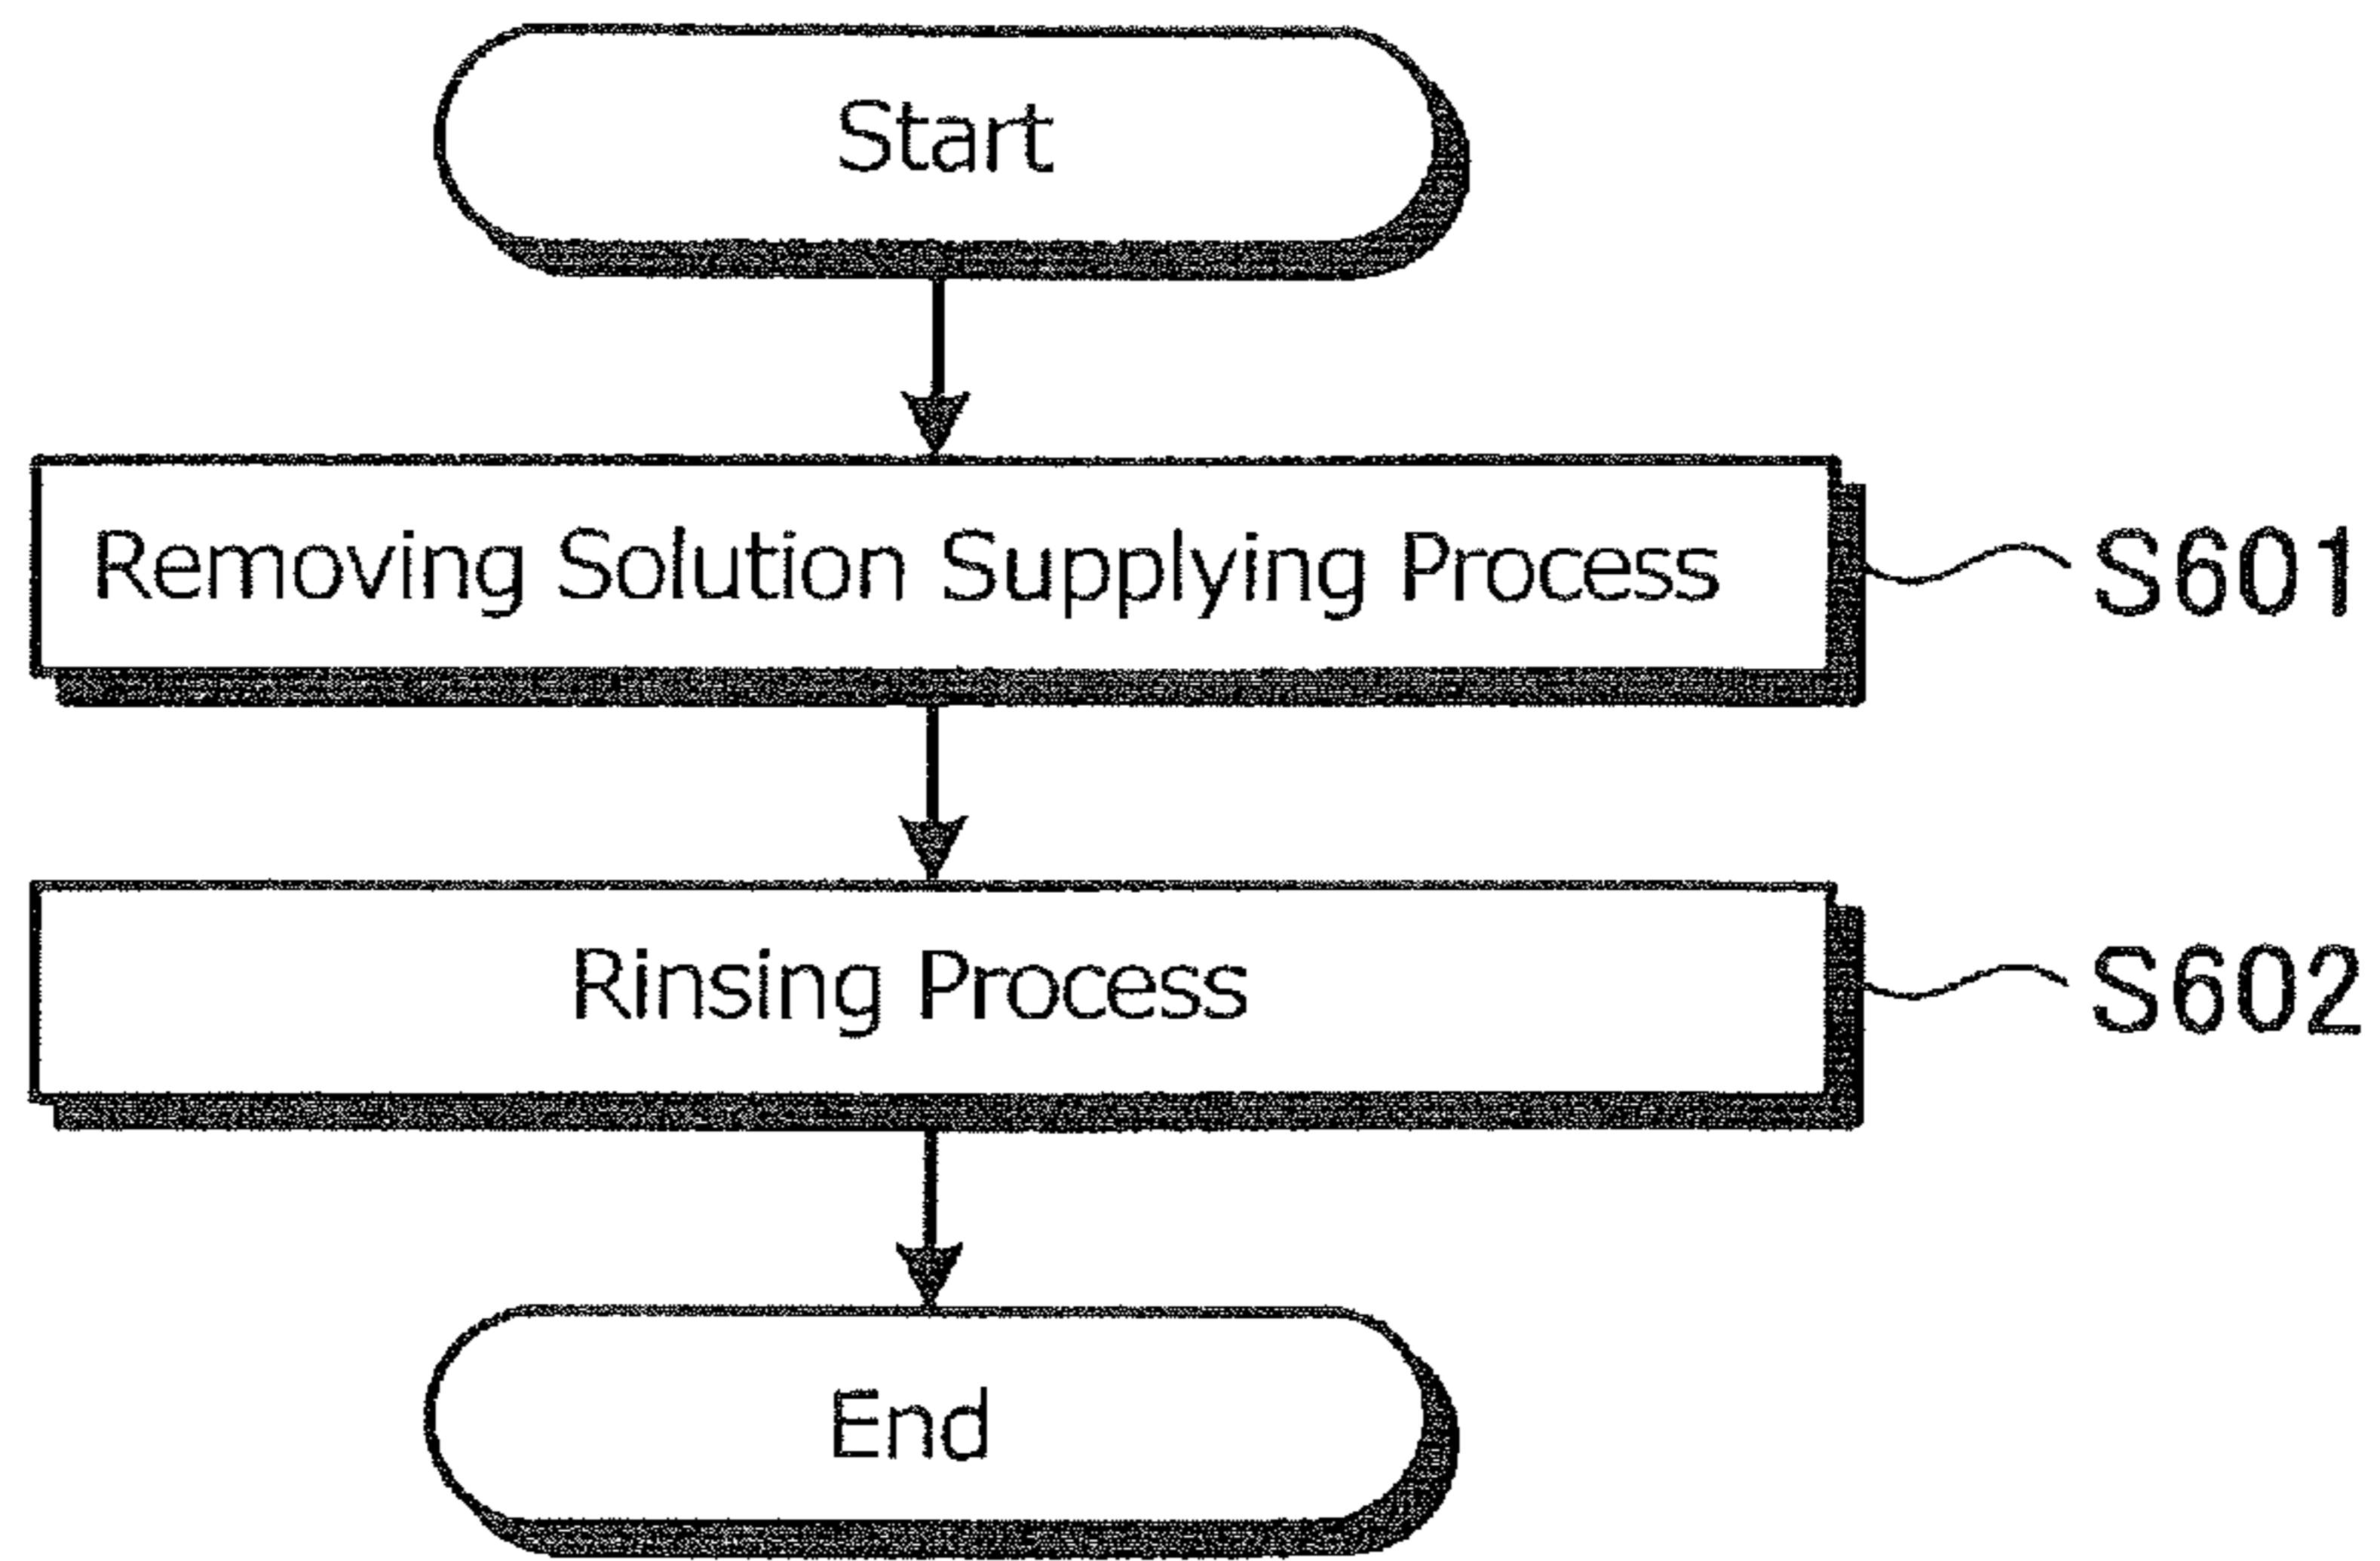 Start
Removing Solution Supplying Process
S601
Rinsing Process
S602
End